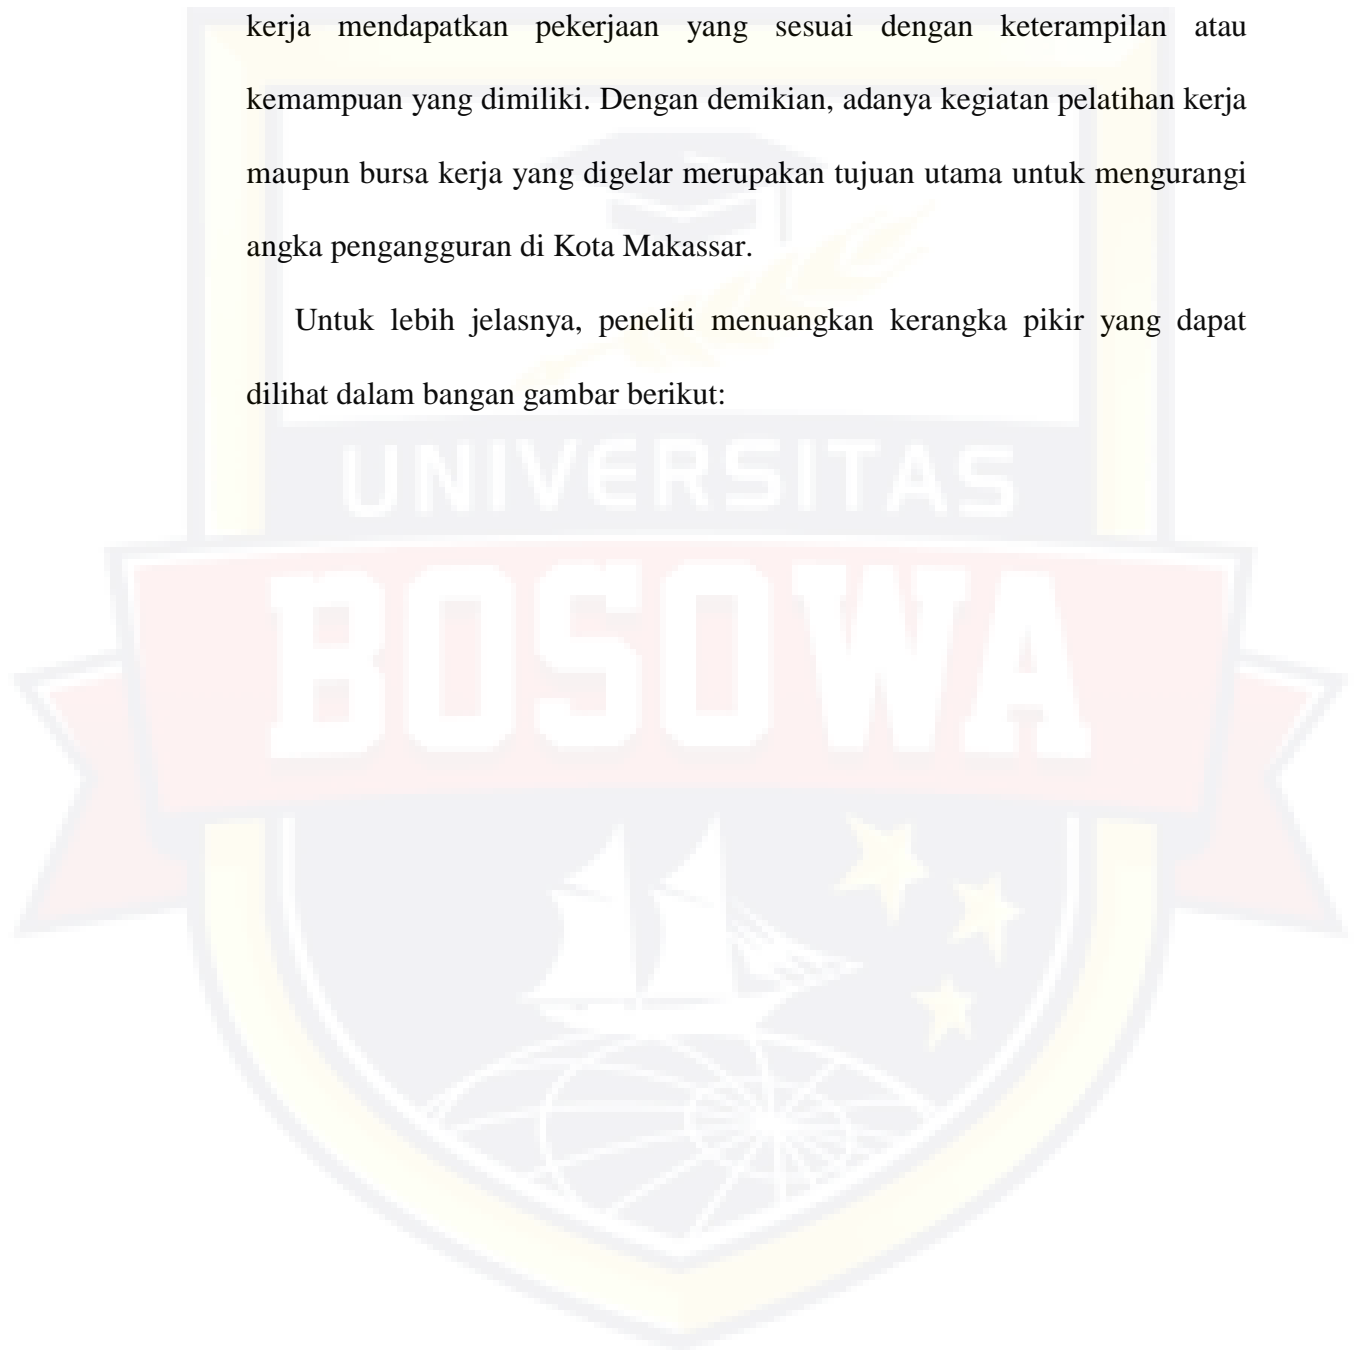 kerja mendapatkan pekerjaan yang sesuai dengan keterampilan atau
kemampuan yang dimiliki. Dengan demikian, adanya kegiatan pelatihan kerja
maupun bursa kerja yang digelar merupakan tujuan utama untuk mengurangi
angka pengangguran di Kota Makassar.
Untuk lebih jelasnya, peneliti menuangkan kerangka pikir yang dapat
dilihat dalam bangan gambar berikut:
UNIVERSITAS
BOSOWA